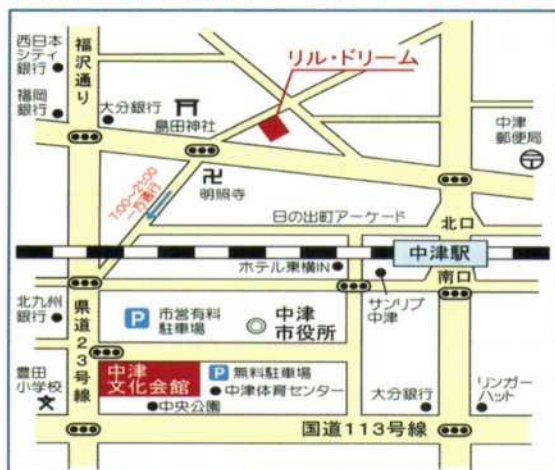 西日本
シティ
銀行
福沢通り
福岡
銀行
大分銀行
島田神社
リル・ドリーム
中津
郵便局
7:00~21:00
一方通行
明照寺
日の出町アーケード
北口
中津駅
南口
ホテル東横IN
サンリブ
中津
北九州
銀行
県道23号線
P
市営有料
駐車場
中津
市役所
豊田
小学校
中津
文化会館
P
無料駐車場
中津体育センター
中央公園
大分銀行
リンガー
ハット
国道113号線